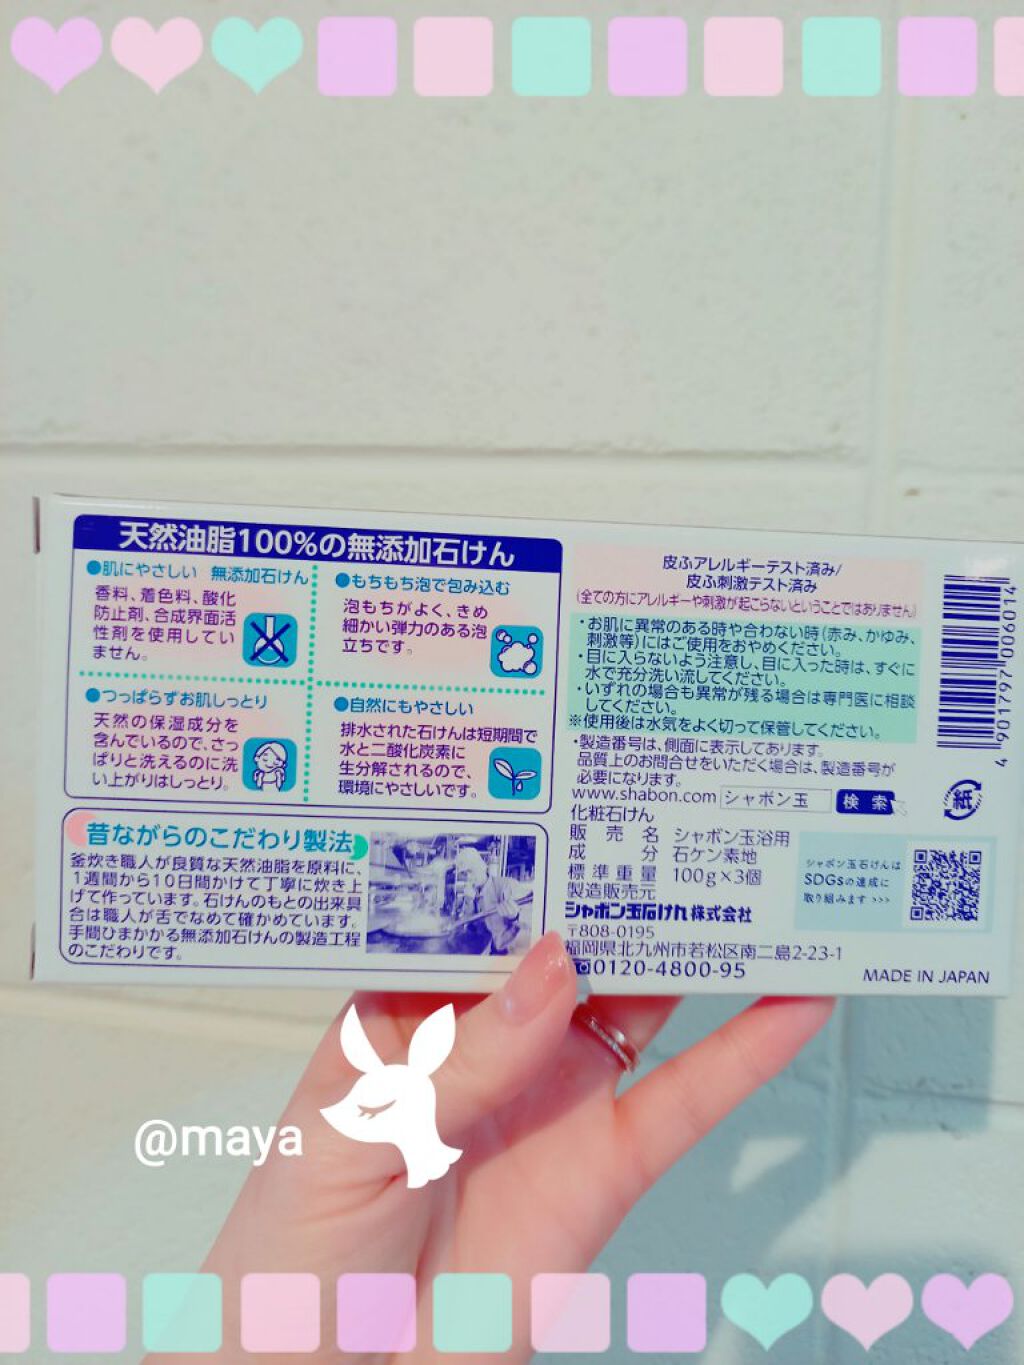 天然油脂100%の無添加石けん
●肌にやさしい 無添加石けん
香料、着色料、酸化
防止剤、合成界面活
性剤を使用してい
ません。
●もちもち泡で包み込む
泡もちがよく、きめ
細かい弾力のある泡
立ちです。
●つっぱらずお肌しっとり
天然の保湿成分を
含んでいるので、さっ
ぱりと洗えるのに洗
い上がりはしっとり。
●自然にもやさしい
排水された石けんは短期間で
水と二酸化炭素に
生分解されるので、
環境にやさしいです。
昔ながらのこだわり製法
釜炊き職人が良質な天然油脂を原料に、
1週間から10日間かけて丁寧に炊き上
げて作っています。石けんのもとの出来具
合は職人が舌でなめて確かめています。
手間ひまかかる無添加石けんの製造工程
のこだわりです。
皮ふアレルギーテスト済み/
皮ふ刺激テスト済み
(全ての方にアレルギーや刺激が起こらないということではありません)
・お肌に異常のある時や合わない時(赤み、かゆみ、
刺激等)にはご使用をおやめください。
・目に入らないよう注意し、目に入った時は、すぐに
水で充分洗い流してください。
・いずれの場合も異常が残る場合は専門医に相談
してください。
※使用後は水気をよく切って保管してください。
・製造番号は、側面に表示してあります。
品質上のお問合せをいただく場合は、製造番号が
必要になります。
www.shabon.com シャボン玉 検索
化粧石けん
販売名 シャボン玉浴用
成分 石ケン素地
標準重量 100g×3個
製造販売元
シャボン玉石けん株式会社
〒808-0195
福岡県北九州市若松区南二島2-23-1
0120-4800-95
4 901797 006014
紙
シャボン玉石けんは
SDGsの達成に
取り組みます >>>
MADE IN JAPAN
@maya